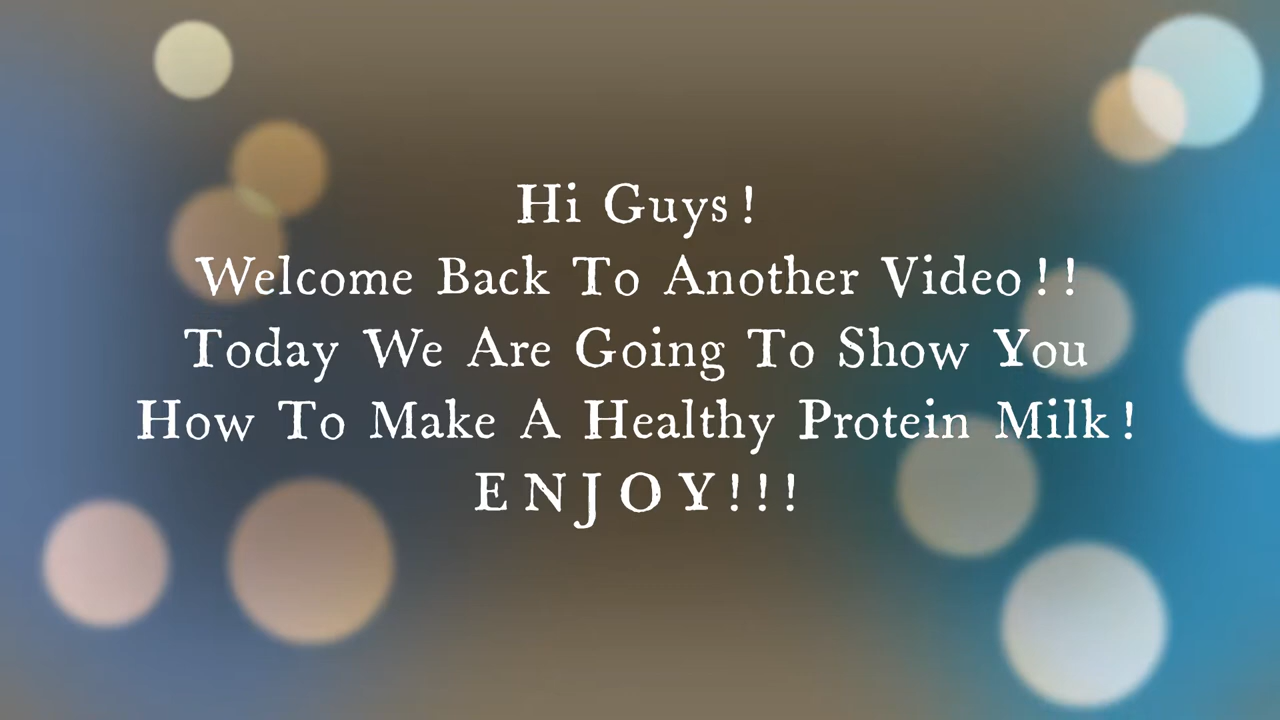 Hi Guys!
Welcome Back To Another Video!!
Today We Are Going To Show You
How To Make A Healthy Protein Milk!
ENJOY!!!